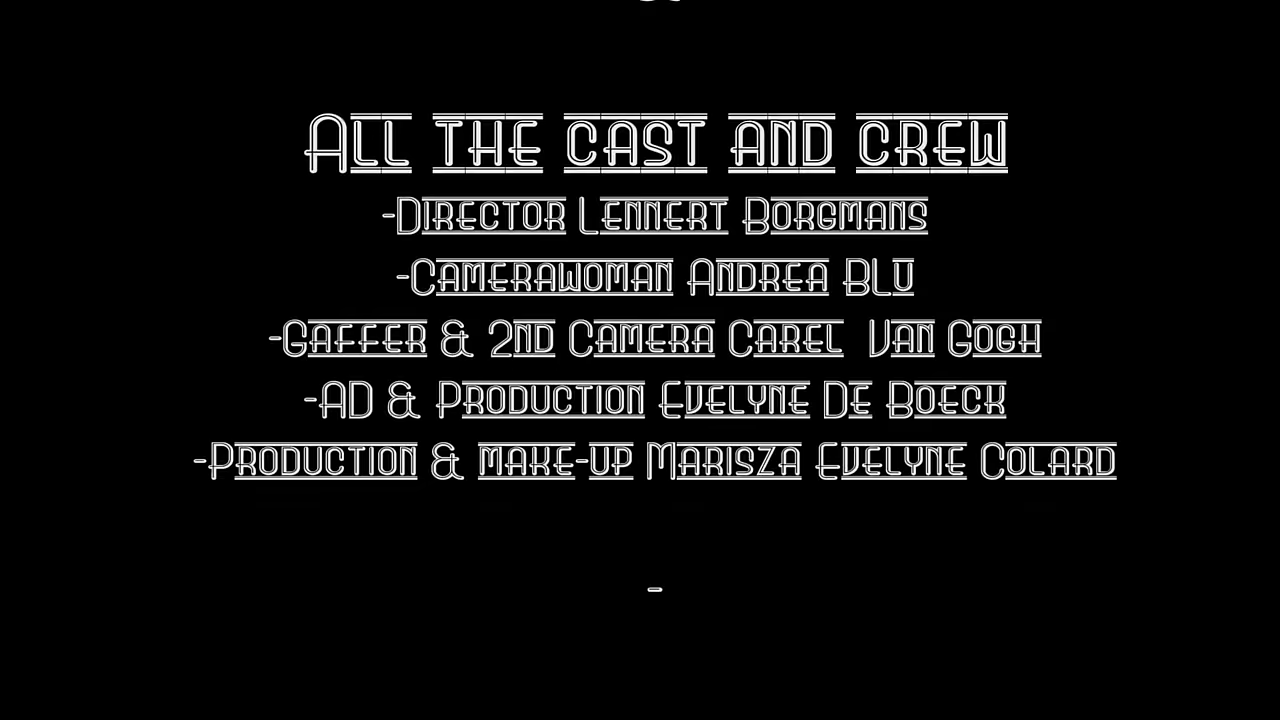 All the cast and crew
-Director Lennert Borgmans
-Camerawoman Andrea Blu
-Gaffer & 2nd Camera Carel Van Gogh
-AD & Production Evelyne De Boeck
-Production & make-up Marisza Evelyne Colard
-